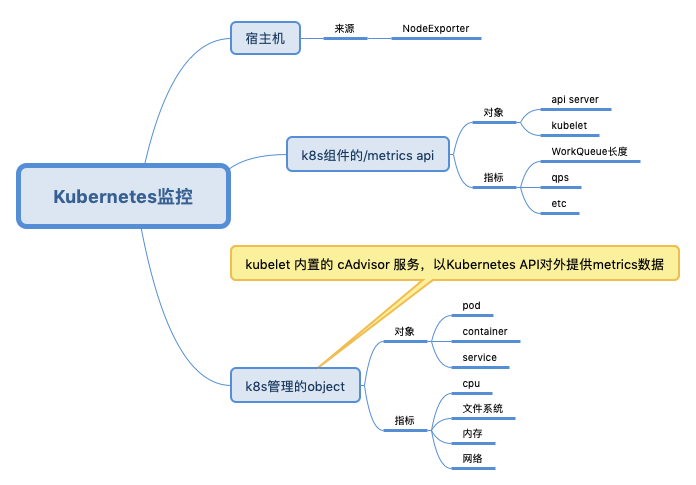 Kubernetes监控
宿主机
来源
NodeExporter
k8s组件的/metrics api
对象
api server
kubelet
指标
WorkQueue长度
qps
etc
kubelet 内置的 cAdvisor 服务，以Kubernetes API对外提供metrics数据
k8s管理的object
对象
pod
container
service
指标
cpu
文件系统
内存
网络